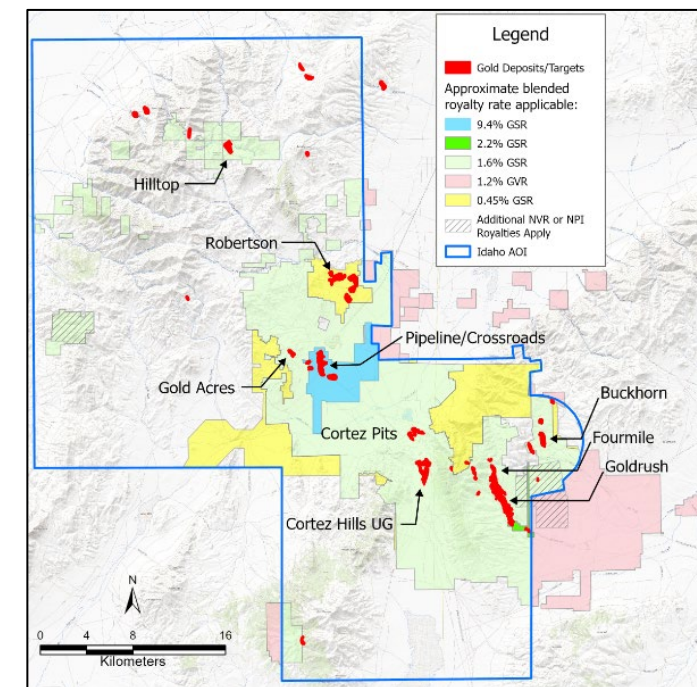 Legend
Gold Deposits/Targets
Approximate blended
royalty rate applicable:
9.4% GSR
2.2% GSR
1.6% GSR
1.2% GVR
0.45% GSR
Additional NVR or NPI
Royalties Apply
Idaho AOI
Hilltop
Robertson
Pipeline/Crossroads
Gold Acres
Buckhorn
Cortez Pits
Fourmile
Goldrush
Cortez Hills UG
N
0 4 8 16
Kilometers